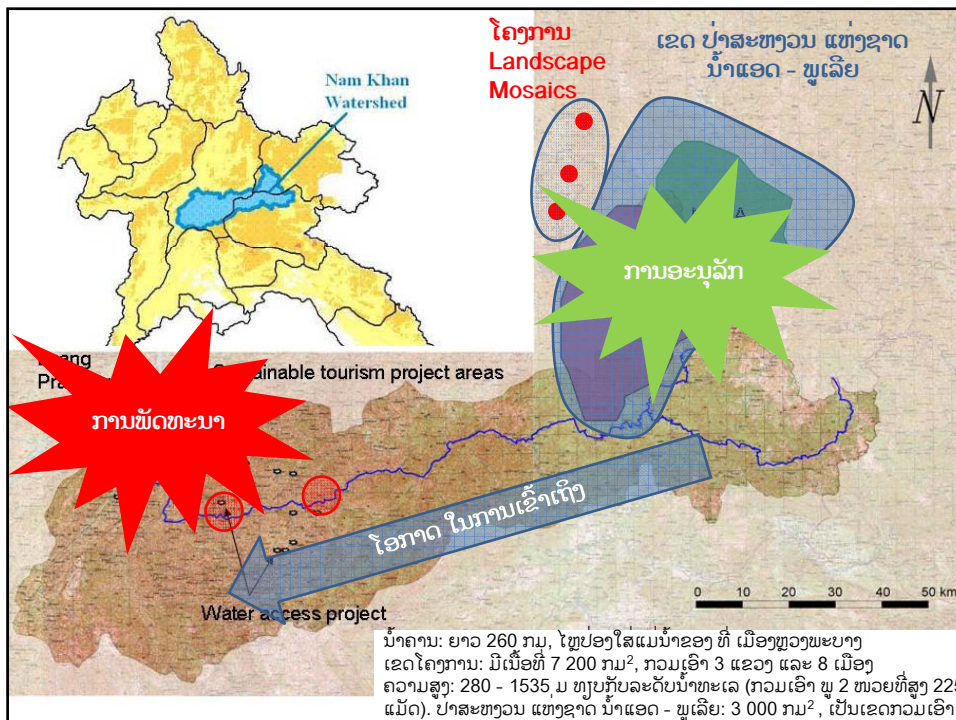 ໂຄງການ
Landscape
Mosaics
ເຂດ ປ່າສະຫງວນ ແຫ່ງຊາດ
ນ້ຳແອດ - ພູເລີຍ
N
Nam Khan
Watershed
ການອະນຸລັກ
Sustainable tourism project areas
ການພັດທະນາ
ໂອກາດ ໃນການເຂົ້າເຖິງ
Water access project
0 10 20 30 40 50 km
ນ້ຳຄານ: ຍາວ 260 ກມ, ໄຫຼປ່ອງໃສ່ແມ່ນ້ຳຂອງ ທີ່ ເມືອງຫຼວງພະບາງ
ເຂດໂຄງການ: ມີເນື້ອທີ່ 7 200 ກມ², ກວມເອົາ 3 ແຂວງ ແລະ 8 ເມືອງ
ຄວາມສູງ: 280 - 1535 ມ ທຽບກັບລະດັບນ້ຳທະເລ (ກວມເອົາ ພູ 2 ໜວຍທີ່ສູງ 225
ແມັດ). ປ່າສະຫງວນ ແຫ່ງຊາດ ນ້ຳແອດ - ພູເລີຍ: 3 000 ກມ², ເປັນເຂດກວມເອົາ